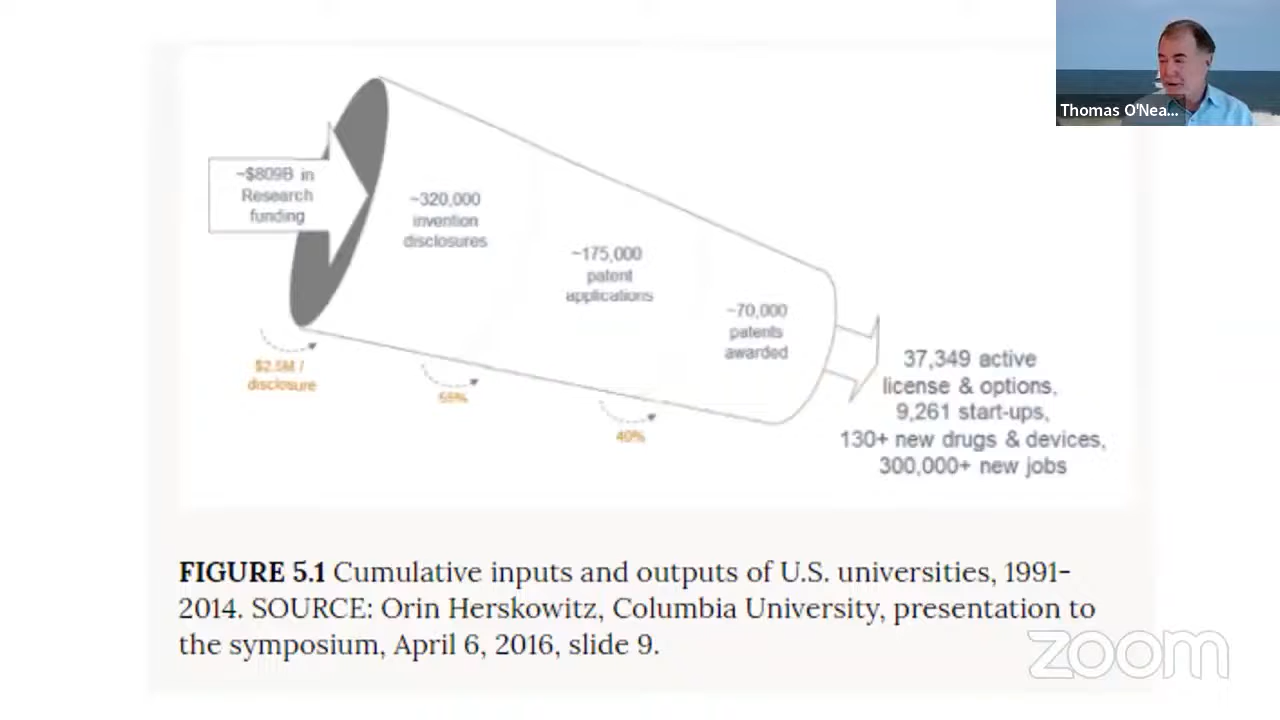 Thomas O'Nea...
~$809B in
Research
funding
~320,000
invention
disclosures
~175,000
patent
applications
~70,000
patents
awarded
$2.5M /
disclosure
55%
40%
37,349 active
license & options,
9,261 start-ups,
130+ new drugs & devices,
300,000+ new jobs
FIGURE 5.1 Cumulative inputs and outputs of U.S. universities, 1991-
2014. SOURCE: Orin Herskowitz, Columbia University, presentation to
the symposium, April 6, 2016, slide 9.
zoom